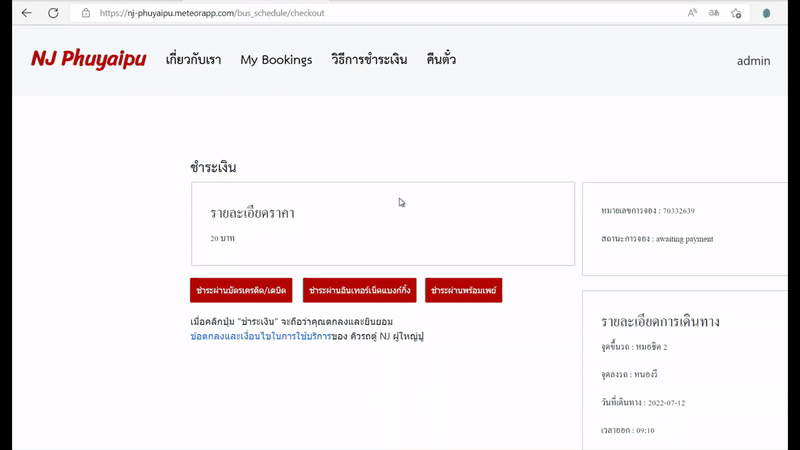 https://nj-phuyaipu.meteorapp.com/bus_schedule/checkout
NJ Phuyaipu
เกี่ยวกับเรา
My Bookings
วิธีการชำระเงิน
คืนตั๋ว
admin
ชำระเงิน
รายละเอียดราคา
20 บาท
ชำระผ่านบัตรเครดิต/เดบิต
ชำระผ่านอินเทอร์เน็ตแบงก์กิ้ง
ชำระผ่านพร้อมเพย์
เมื่อคลิกปุ่ม "ชำระเงิน" จะถือว่าคุณตกลงและยินยอม
ข้อตกลงและเงื่อนไขในการใช้บริการของ คิวรถตู้ NJ ผู้ใหญ่ปู
หมายเลขการจอง : 70332639
สถานะการจอง : awaiting payment
รายละเอียดการเดินทาง
จุดขึ้นรถ : หมอชิต 2
จุดลงรถ : หนองรี
วันที่เดินทาง : 2022-07-12
เวลาออก : 09:10